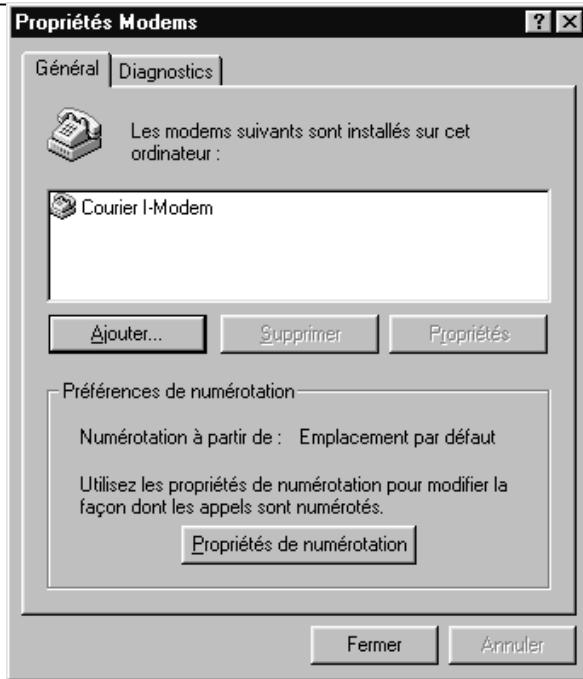 Propriétés Modems
Général
Diagnostics
Les modems suivants sont installés sur cet
ordinateur :
Courier I-Modem
Ajouter...
Supprimer
Propriétés
Préférences de numérotation
Numérotation à partir de : Emplacement par défaut
Utilisez les propriétés de numérotation pour modifier la
façon dont les appels sont numérotés.
Propriétés de numérotation
Fermer
Annuler